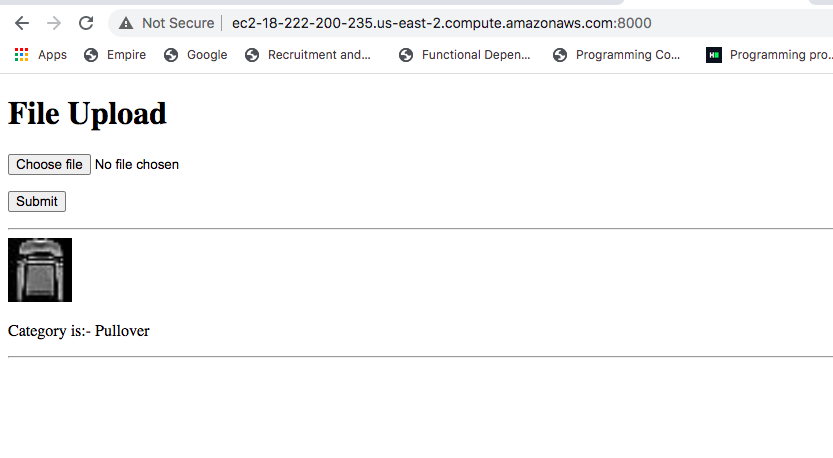 Not Secure ec2-18-222-200-235.us-east-2.compute.amazonaws.com:8000
Apps Empire Google Recruitment and... Functional Depen... Programming Co... Programming pro...
File Upload
Choose file No file chosen
Submit
Category is:- Pullover